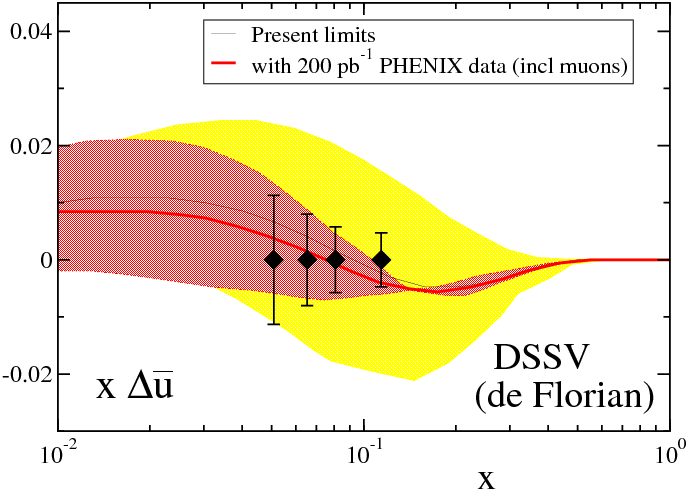 0.04
Present limits
with 200 pb⁻¹ PHENIX data (incl muons)
0.02
0
-0.02
x Δu̅
DSSV
(de Florian)
10⁻² 10⁻¹ 10⁰
x